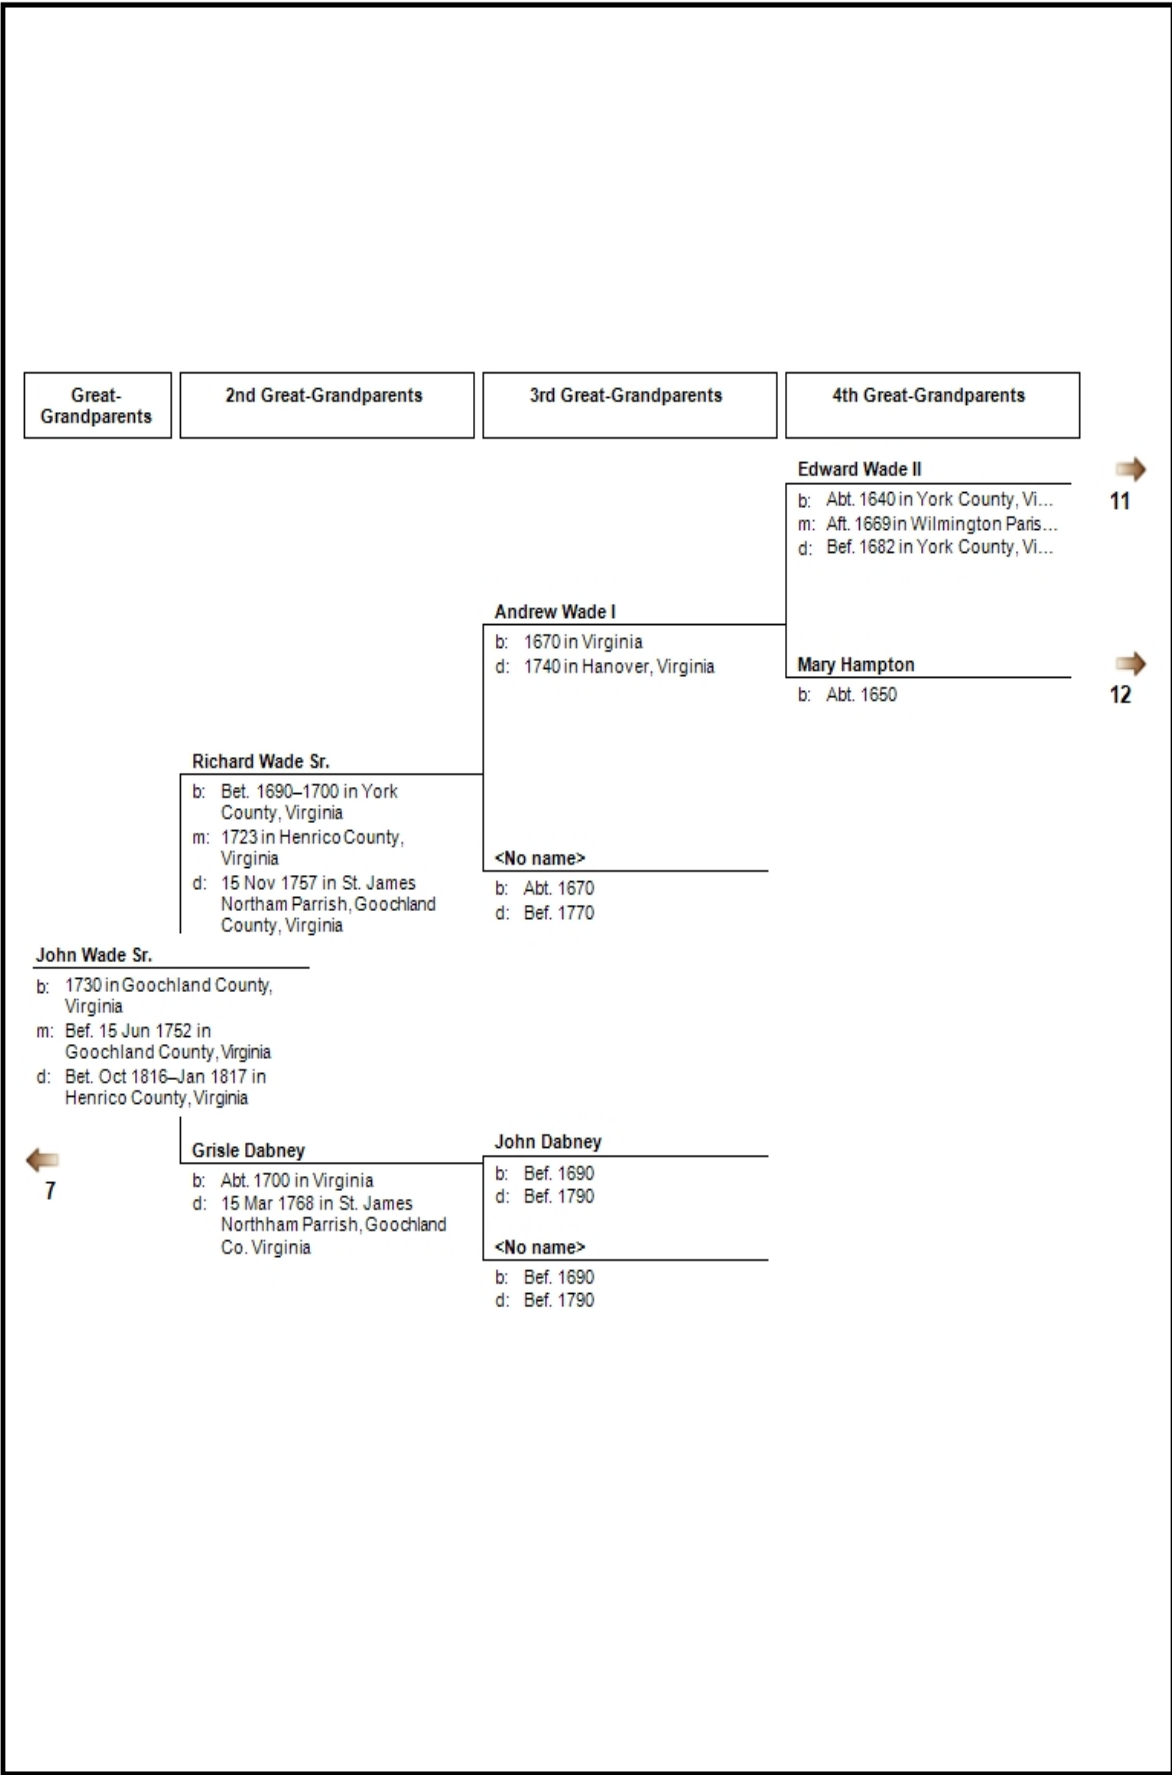 Great-
Grandparents
2nd Great-Grandparents
3rd Great-Grandparents
4th Great-Grandparents
Edward Wade II
b: Abt. 1640 in York County, Vi...
m: Aft. 1669 in Wilmington Paris...
d: Bef. 1682 in York County, Vi...
11
Andrew Wade I
b: 1670 in Virginia
d: 1740 in Hanover, Virginia
Mary Hampton
b: Abt. 1650
12
Richard Wade Sr.
b: Bet. 1690–1700 in York
County, Virginia
m: 1723 in Henrico County,
Virginia
d: 15 Nov 1757 in St. James
Northam Parrish, Goochland
County, Virginia
<No name>
b: Abt. 1670
d: Bef. 1770
John Wade Sr.
b: 1730 in Goochland County,
Virginia
m: Bef. 15 Jun 1752 in
Goochland County, Virginia
d: Bet. Oct 1816–Jan 1817 in
Henrico County, Virginia
7
Grisle Dabney
b: Abt. 1700 in Virginia
d: 15 Mar 1768 in St. James
Northham Parrish, Goochland
Co. Virginia
John Dabney
b: Bef. 1690
d: Bef. 1790
<No name>
b: Bef. 1690
d: Bef. 1790